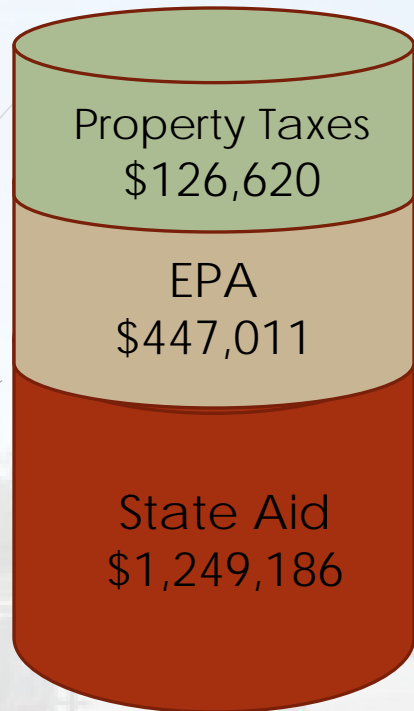 Property Taxes
$126,620
EPA
$447,011
State Aid
$1,249,186